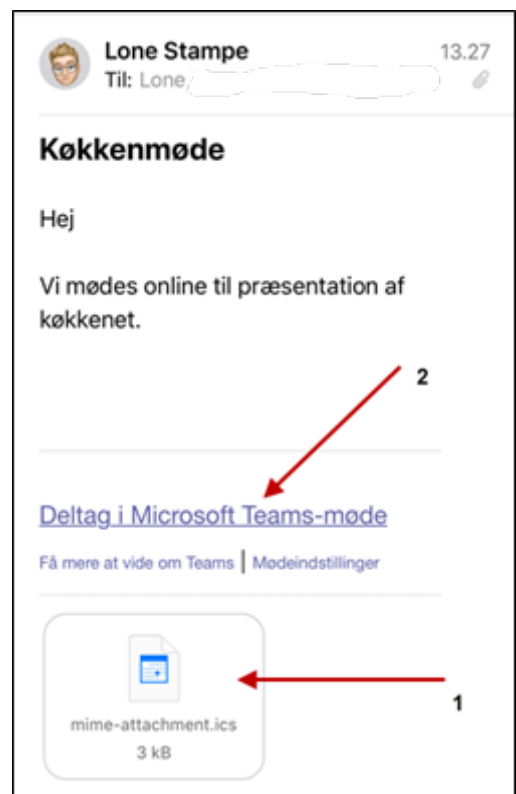 Lone Stampe
13.27
Til: Lone
Køkkenmøde
Hej
Vi mødes online til præsentation af
køkkenet.
2
Deltag i Microsoft Teams-møde
Få mere at vide om Teams | Mødeindstillinger
mime-attachment.ics
3 kB
1